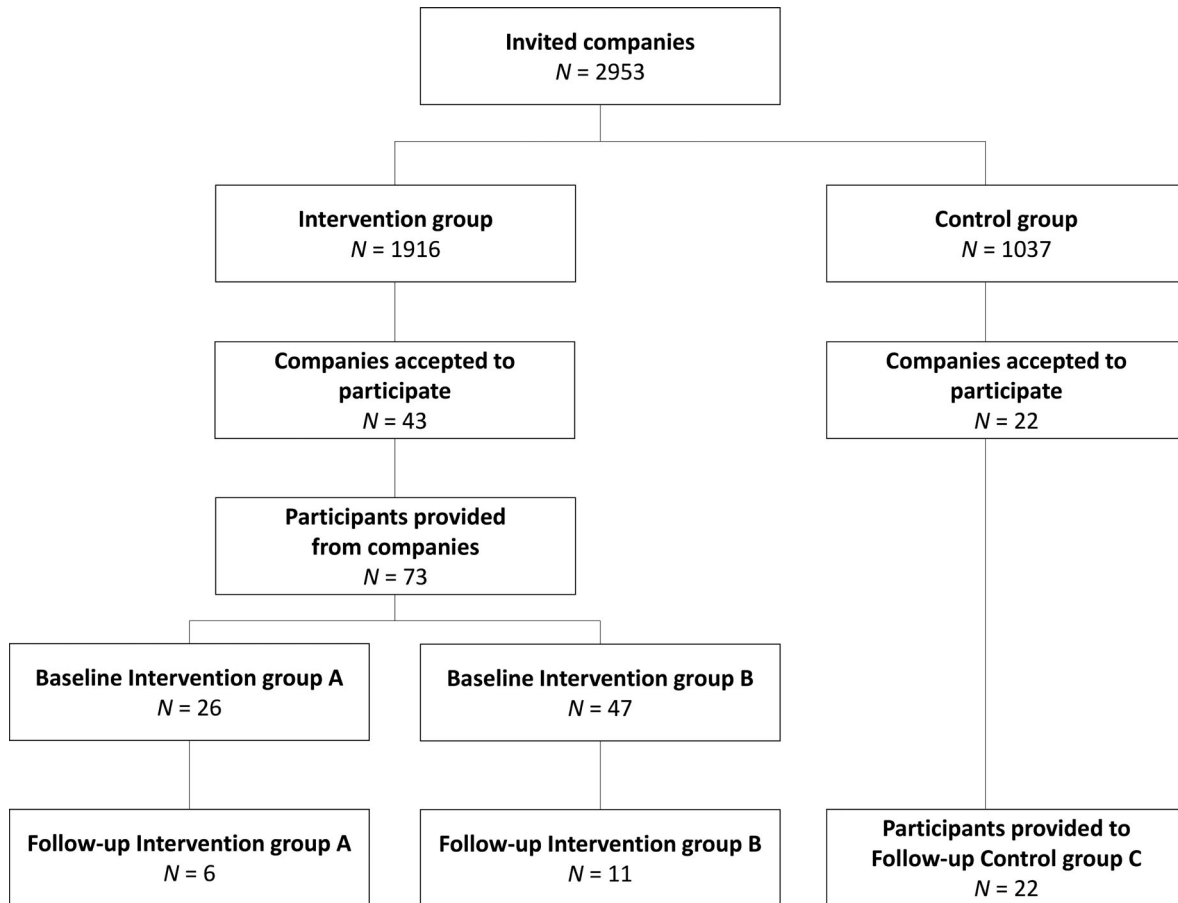 Invited companies
N = 2953
Intervention group
N = 1916
Control group
N = 1037
Companies accepted to
participate
N = 43
Companies accepted to
participate
N = 22
Participants provided
from companies
N = 73
Baseline Intervention group A
N = 26
Baseline Intervention group B
N = 47
Follow-up Intervention group A
N = 6
Follow-up Intervention group B
N = 11
Participants provided to
Follow-up Control group C
N = 22